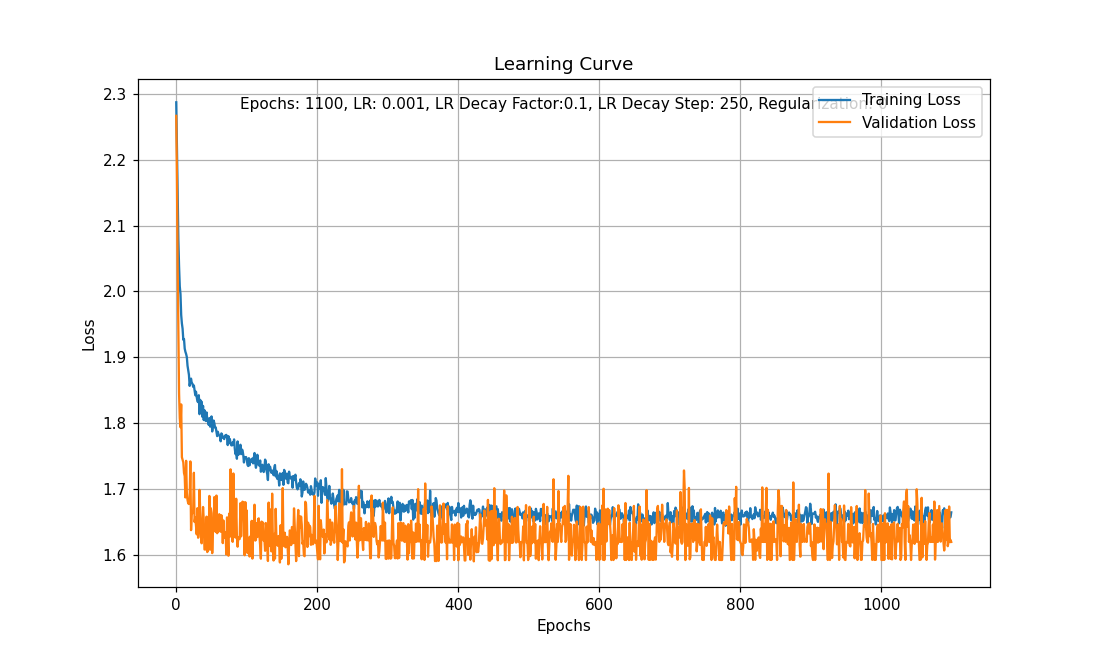 Learning Curve
Epochs: 1100, LR: 0.001, LR Decay Factor:0.1, LR Decay Step: 250, Regularization: 0
Training Loss
Validation Loss
2.3
2.2
2.1
2.0
1.9
1.8
1.7
1.6
Loss
0 200 400 600 800 1000
Epochs